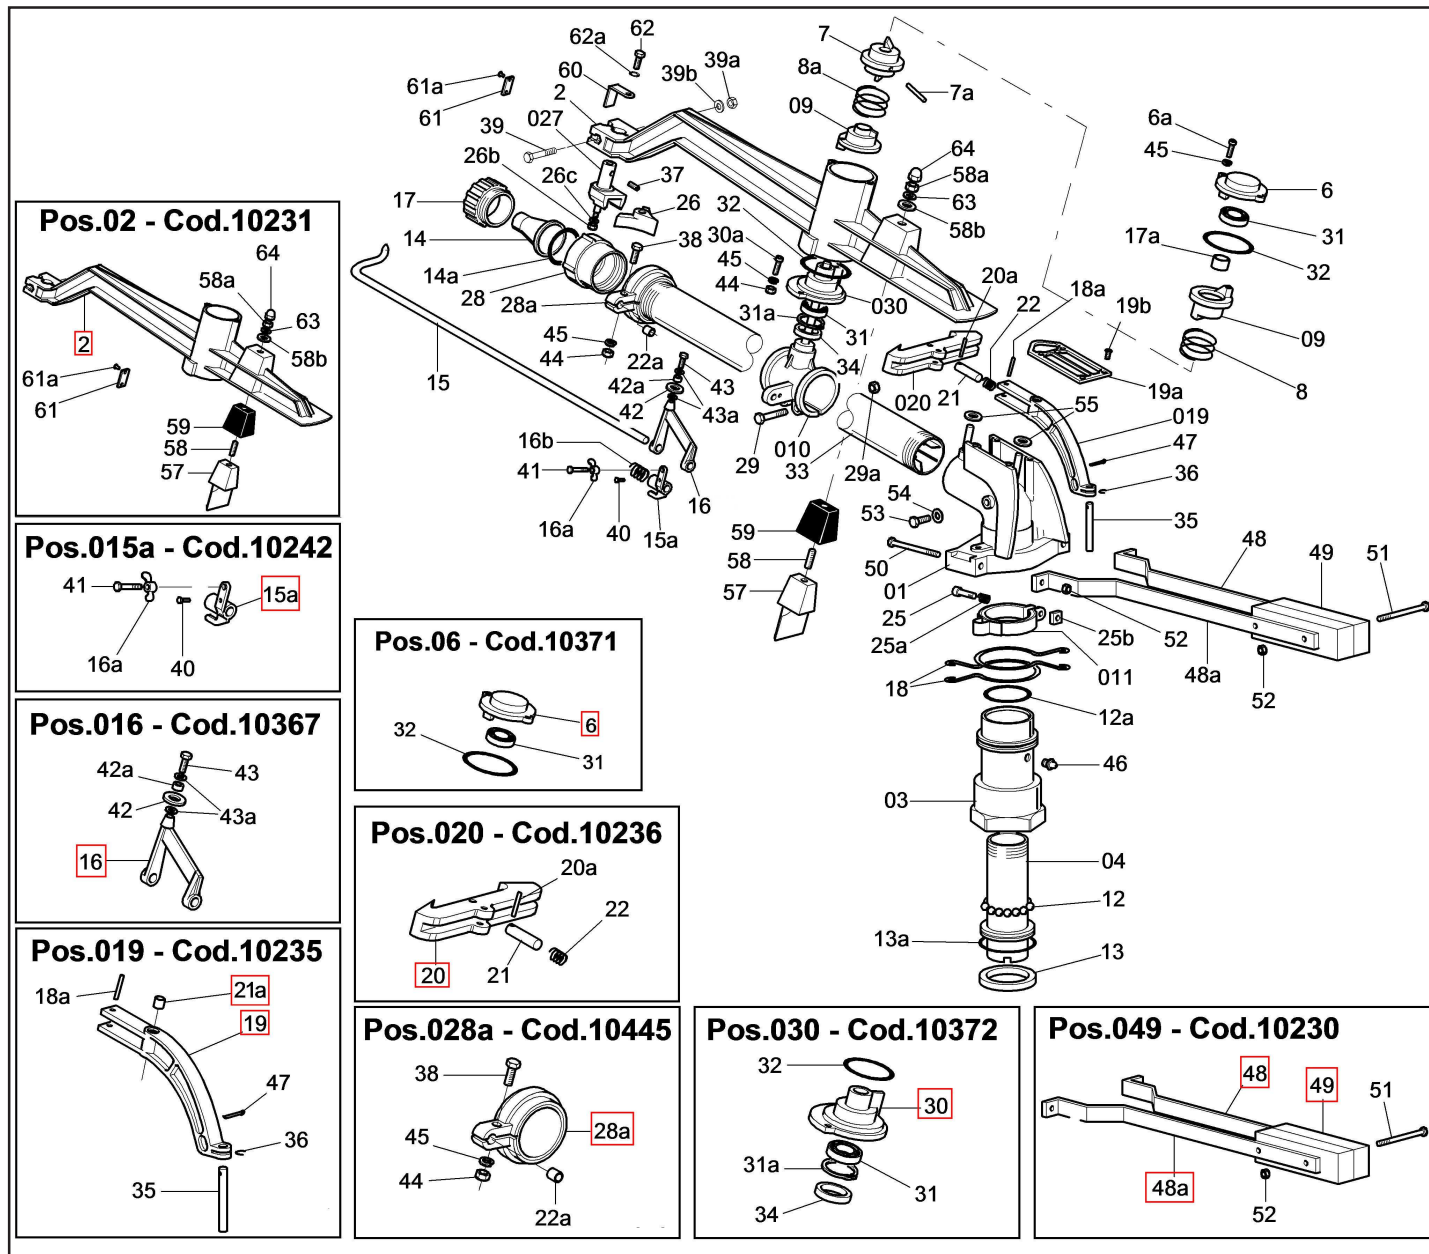 62
62a
60
2
027
39
26b
26c
17
14
14a
28
28a
15
61a
61
39b
39a
37
26
38
45
44
22a
7
8a
09
7a
64
58a
63
58b
32
30a
45
44
31a
030
31
34
20a
22
18a
19b
6a
45
6
31
17a
32
09
8
19a
019
47
36
35
020
21
55
42a
42
43
43a
16b
41
16a
40
15a
16
29
010
33
29a
59
58
57
54
53
50
01
25
25a
25b
011
18
12a
46
03
04
12
13a
13
48
49
51
52
48a
52
Pos.02 - Cod.10231
64
58a
63
58b
2
61a
61
59
58
57
Pos.015a - Cod.10242
41
15a
16a
40
Pos.016 - Cod.10367
42a
43
42
43a
16
Pos.019 - Cod.10235
18a
21a
19
47
36
35
Pos.06 - Cod.10371
32
6
31
Pos.020 - Cod.10236
20a
22
20
21
Pos.028a - Cod.10445
38
28a
45
44
22a
Pos.030 - Cod.10372
32
30
31a
31
34
Pos.049 - Cod.10230
48
49
51
48a
52